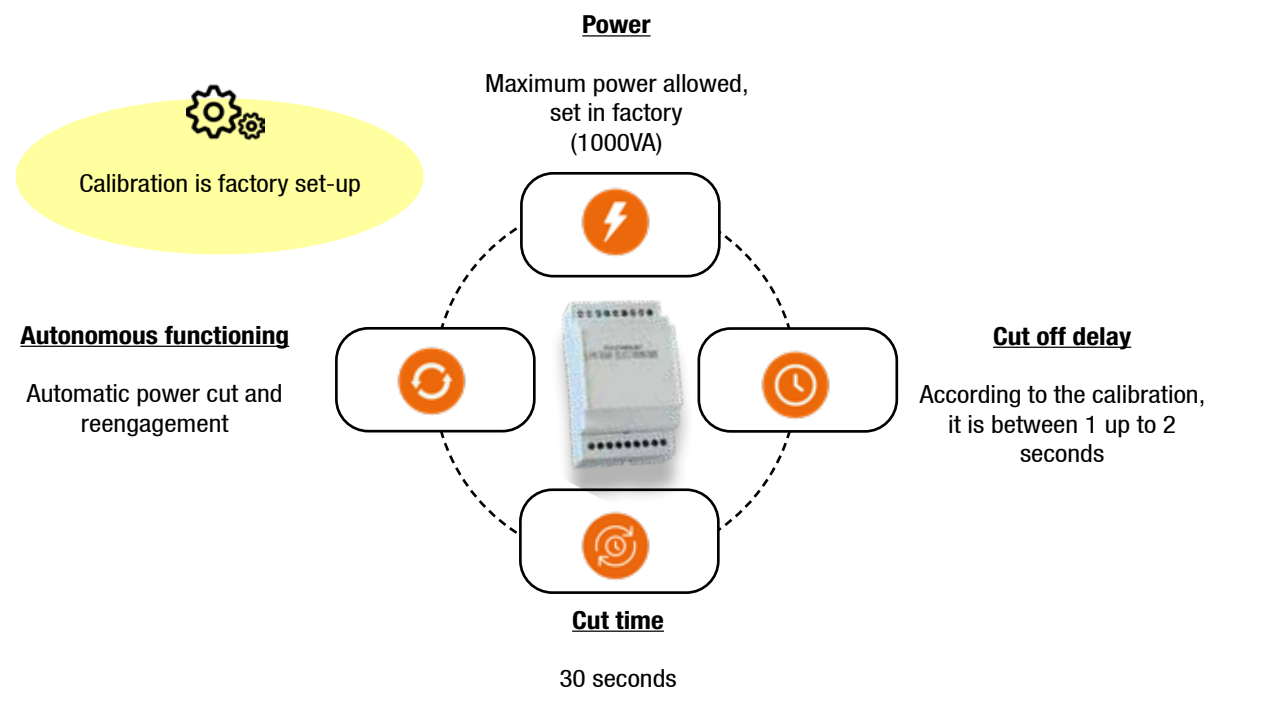 Power
Maximum power allowed,
set in factory
(1000VA)
Calibration is factory set-up
Autonomous functioning
Automatic power cut and
reengagement
Cut off delay
According to the calibration,
it is between 1 up to 2
seconds
Cut time
30 seconds